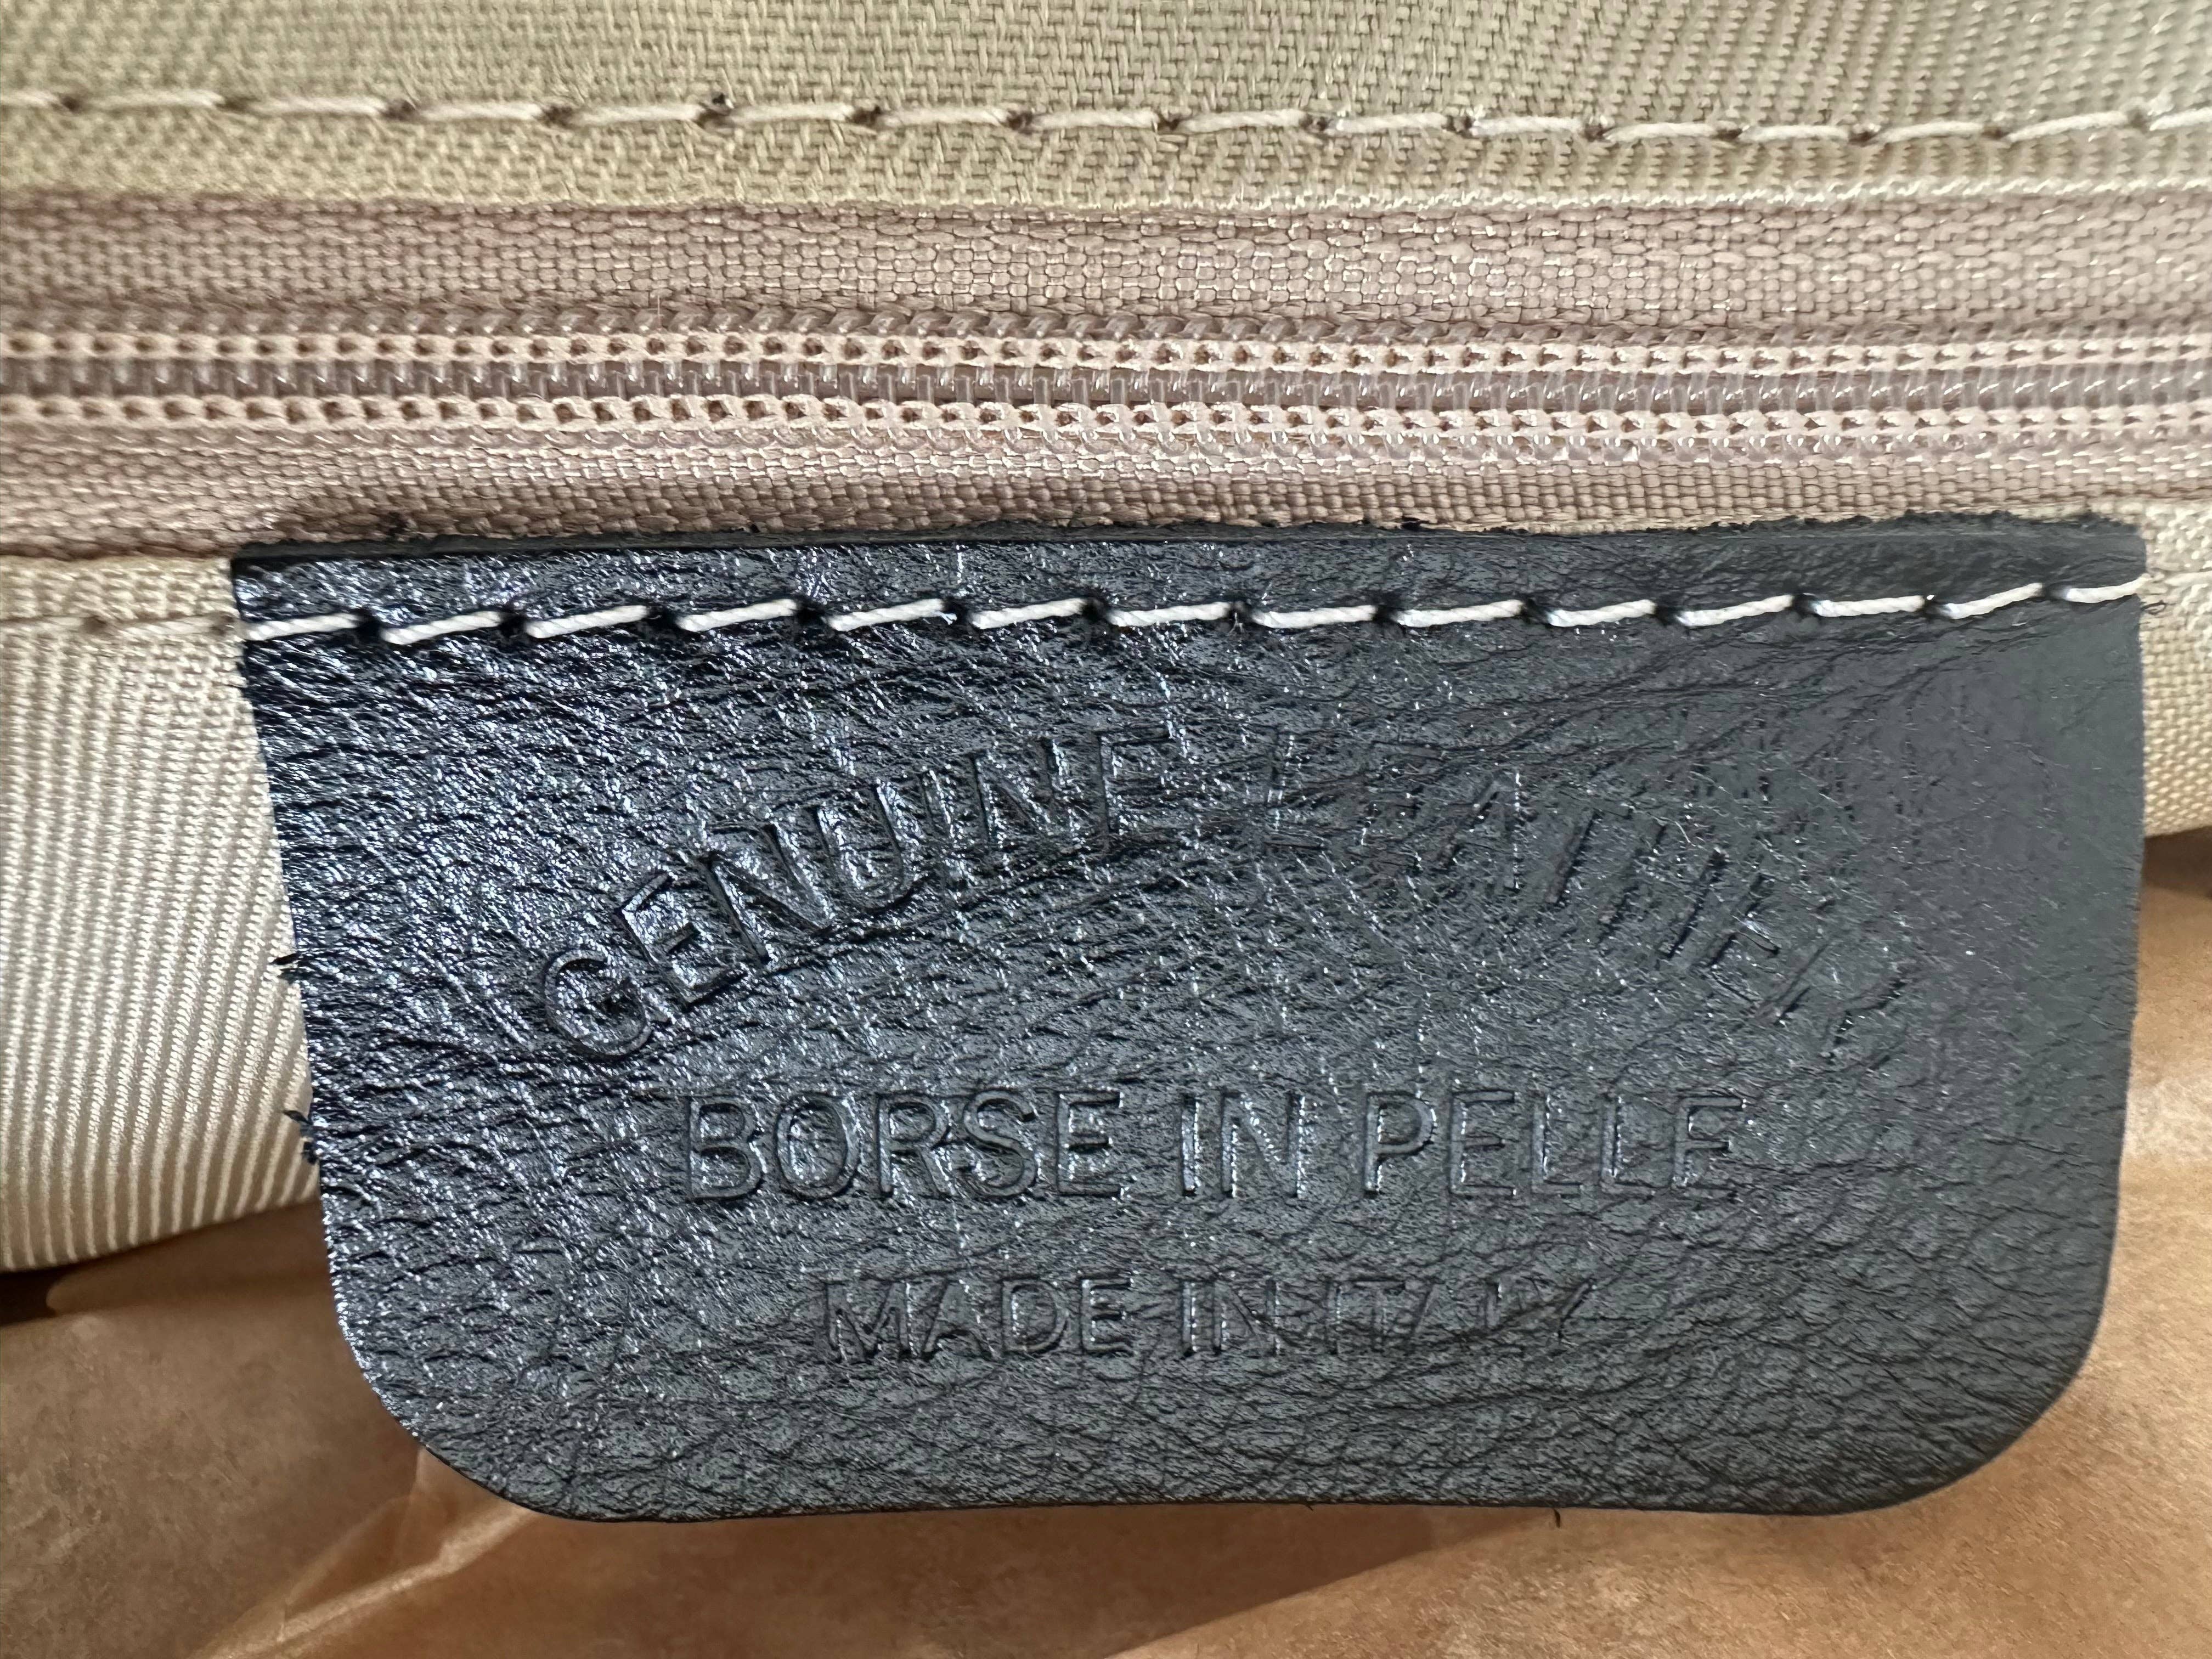 GENUINE LEATHER
BORSE IN PELLE
MADE IN ITALY